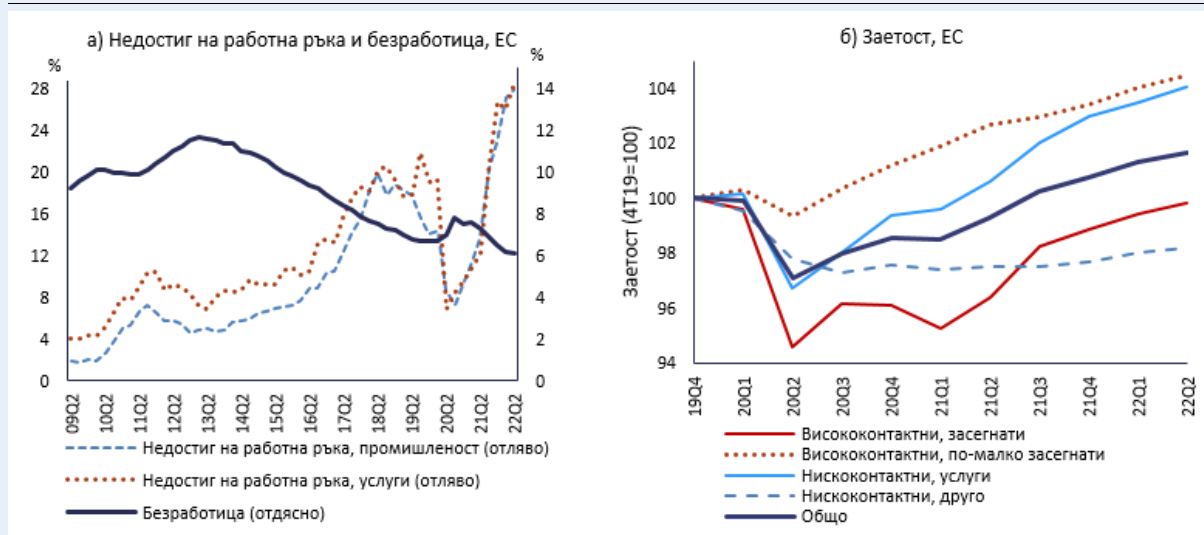 а) Недостиг на работна ръка и безработица, ЕС
%
%
28
24
20
16
12
8
4
0
14
12
10
8
6
4
2
0
09Q2
10Q2
11Q2
12Q2
13Q2
14Q2
15Q2
16Q2
17Q2
18Q2
19Q2
20Q2
21Q2
22Q2
Недостиг на работна ръка, промишленост (отляво)
Недостиг на работна ръка, услуги (отляво)
Безработица (отдясно)
б) Заетост, ЕС
Заетост (4Т19=100)
104
102
100
98
96
94
19Q4
20Q1
20Q2
20Q3
20Q4
21Q1
21Q2
21Q3
21Q4
22Q1
22Q2
Висококонтактни, засегнати
Висококонтактни, по-малко засегнати
Нискоконтактни, услуги
Нискоконтактни, друго
Общо